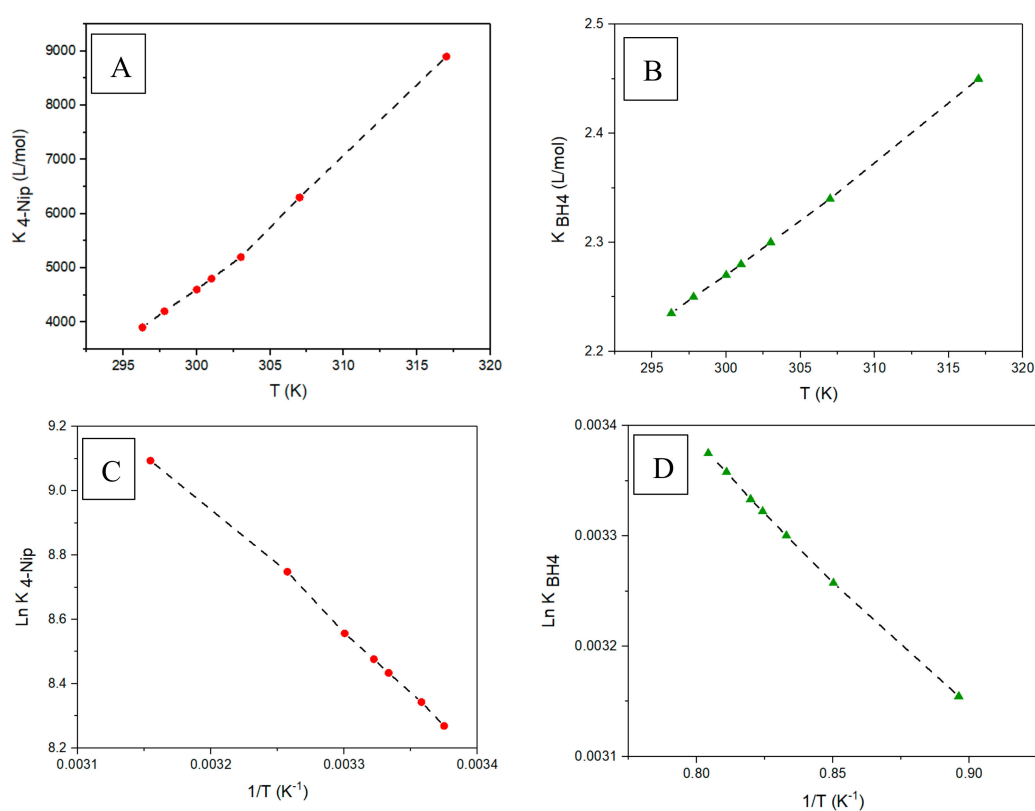 A
9000
8000
7000
6000
5000
4000
K 4-Nip (L/mol)
295 300 305 310 315 320
T (K)
B
2.5
2.4
2.3
2.2
K BH4 (L/mol)
295 300 305 310 315 320
T (K)
C
9.2
9.0
8.8
8.6
8.4
8.2
Ln K 4-Nip
0.0031 0.0032 0.0033 0.0034
1/T (K-1)
D
0.0034
0.0033
0.0032
0.0031
Ln K BH4
0.80 0.85 0.90
1/T (K-1)